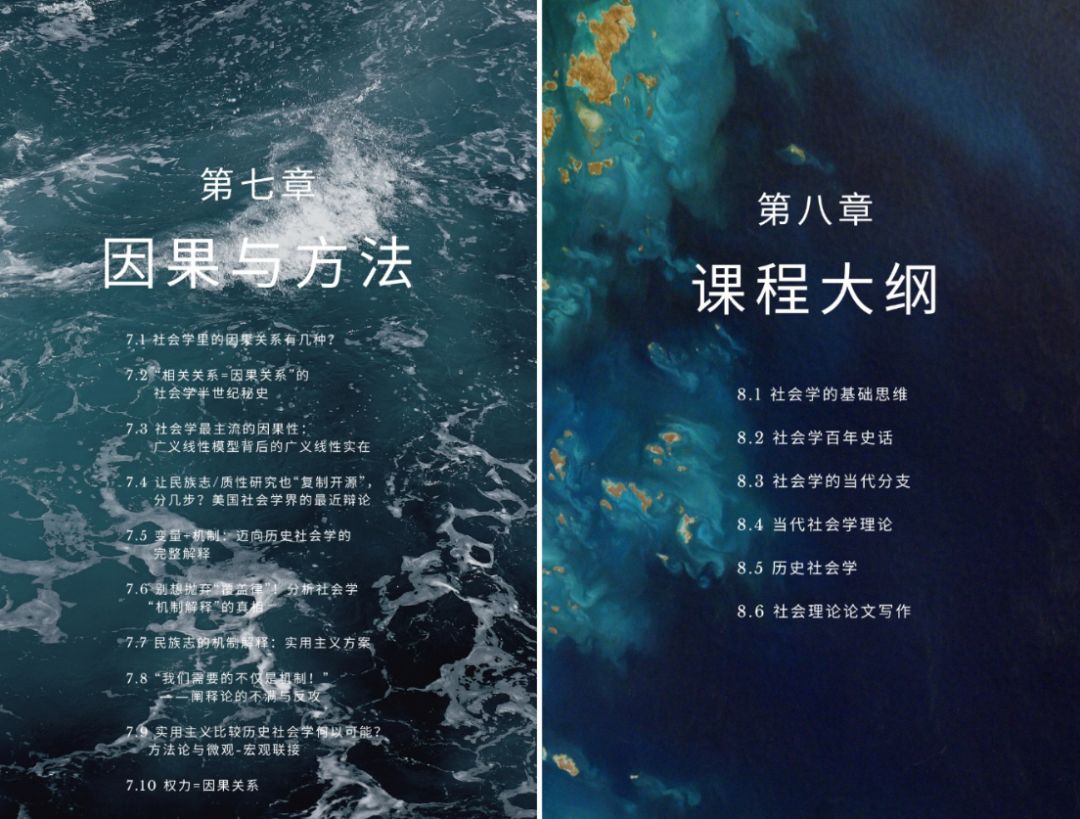 第七章
因果与方法
7.1 社会学里的因果关系有几种？
7.2 “相关关系=因果关系”的
社会学半世纪秘史
7.3 社会学最主流的因果性：
广义线性模型背后的广义线性实在
7.4 让民族志/质性研究也“复制开源”，
分几步？美国社会学界的最近辩论
7.5 变量+机制：迈向历史社会学的
完整解释
7.6 别想抛弃“覆盖律”！分析社会学
“机制解释”的真相
7.7 民族志的机制解释：实用主义方案
7.8 “我们需要的不仅是机制！”
——阐释论的不满与反攻
7.9 实用主义比较历史社会学何以可能？
方法论与微观-宏观联接
7.10 权力=因果关系
第八章
课程大纲
8.1 社会学的基础思维
8.2 社会学百年史话
8.3 社会学的当代分支
8.4 当代社会学理论
8.5 历史社会学
8.6 社会理论论文写作